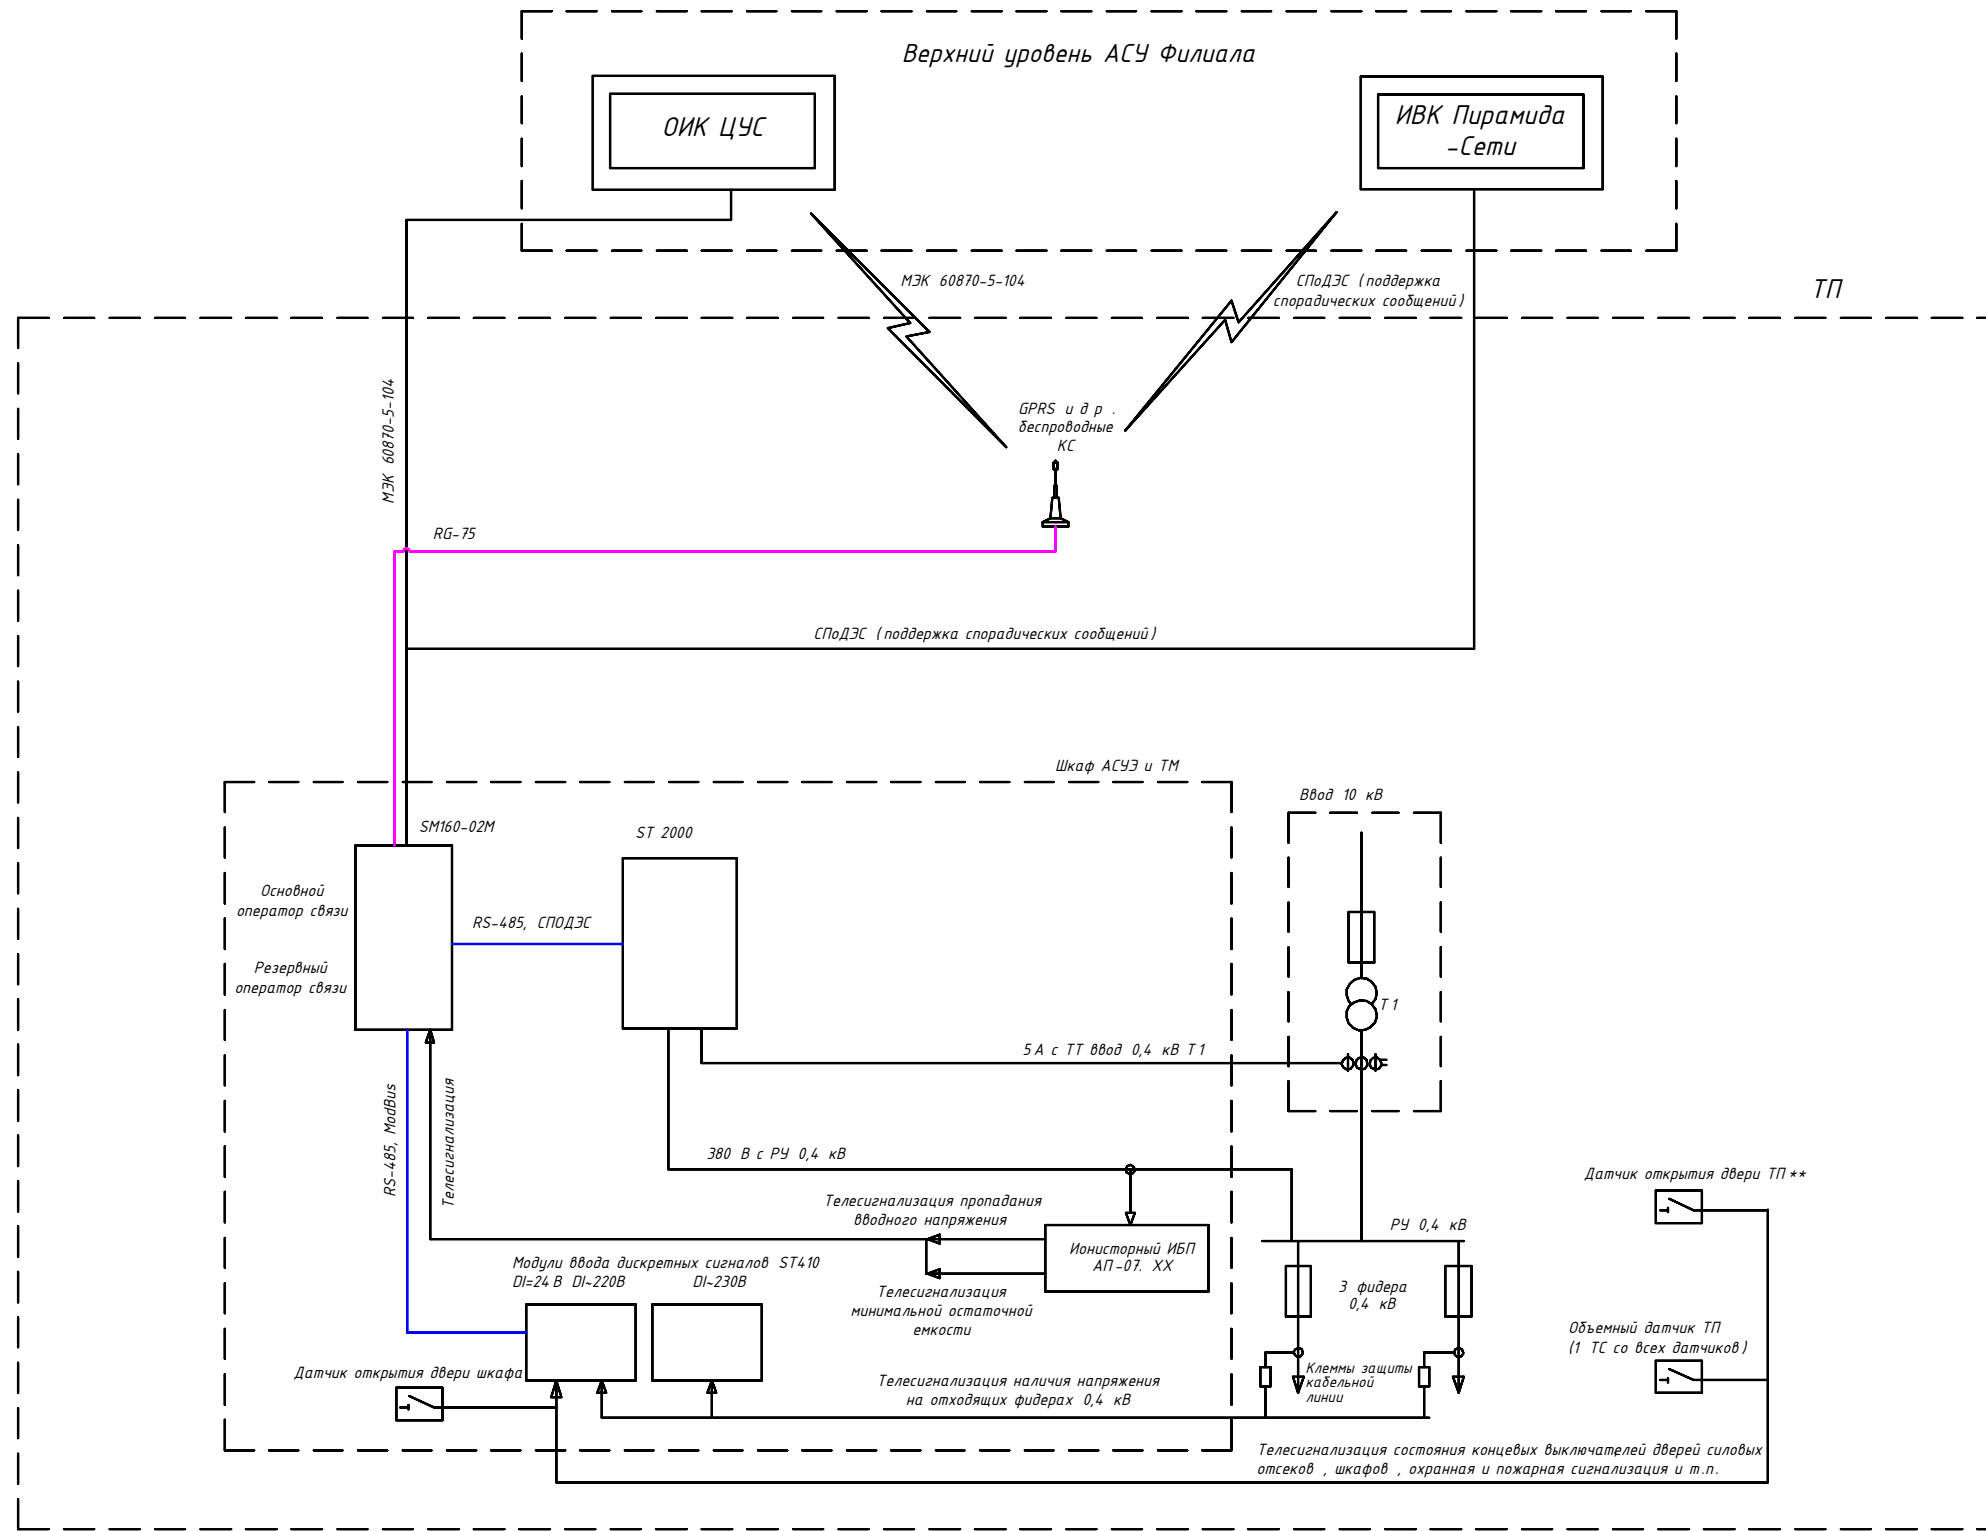 Верхний уровень АСУ Филиала
ОИК ЦУС
ИВК Пирамида
-Сети
МЭК 60870-5-104
СПоДЭС (поддержка
спорадических сообщений)
ТП
МЭК 60870-5-104
GPRS и др.
беспроводные
КС
RG-75
СПоДЭС (поддержка спорадических сообщений)
Шкаф АСУЭ и ТМ
Ввод 10 кВ
SM160-02M
ST 2000
Основной
оператор связи
RS-485, СПОДЭС
Резервный
оператор связи
Т1
5А с ТТ ввод 0,4 кВ Т1
RS-485, ModBus
Телесигнализация
380 В с РУ 0,4 кВ
Датчик открытия двери ТП**
Телесигнализация пропадания
вводного напряжения
РУ 0,4 кВ
Ионисторный ИБП
АП-07. ХХ
Модули ввода дискретных сигналов ST410
DI=24 В DI~220В DI~230В
Телесигнализация
минимальной остаточной
емкости
3 фидера
0,4 кВ
Объемный датчик ТП
(1 ТС со всех датчиков)
Датчик открытия двери шкафа
Клеммы защиты
кабельной
линии
Телесигнализация наличия напряжения
на отходящих фидерах 0,4 кВ
Телесигнализация состояния концевых выключателей дверей силовых
отсеков , шкафов , охранная и пожарная сигнализация и т.п.